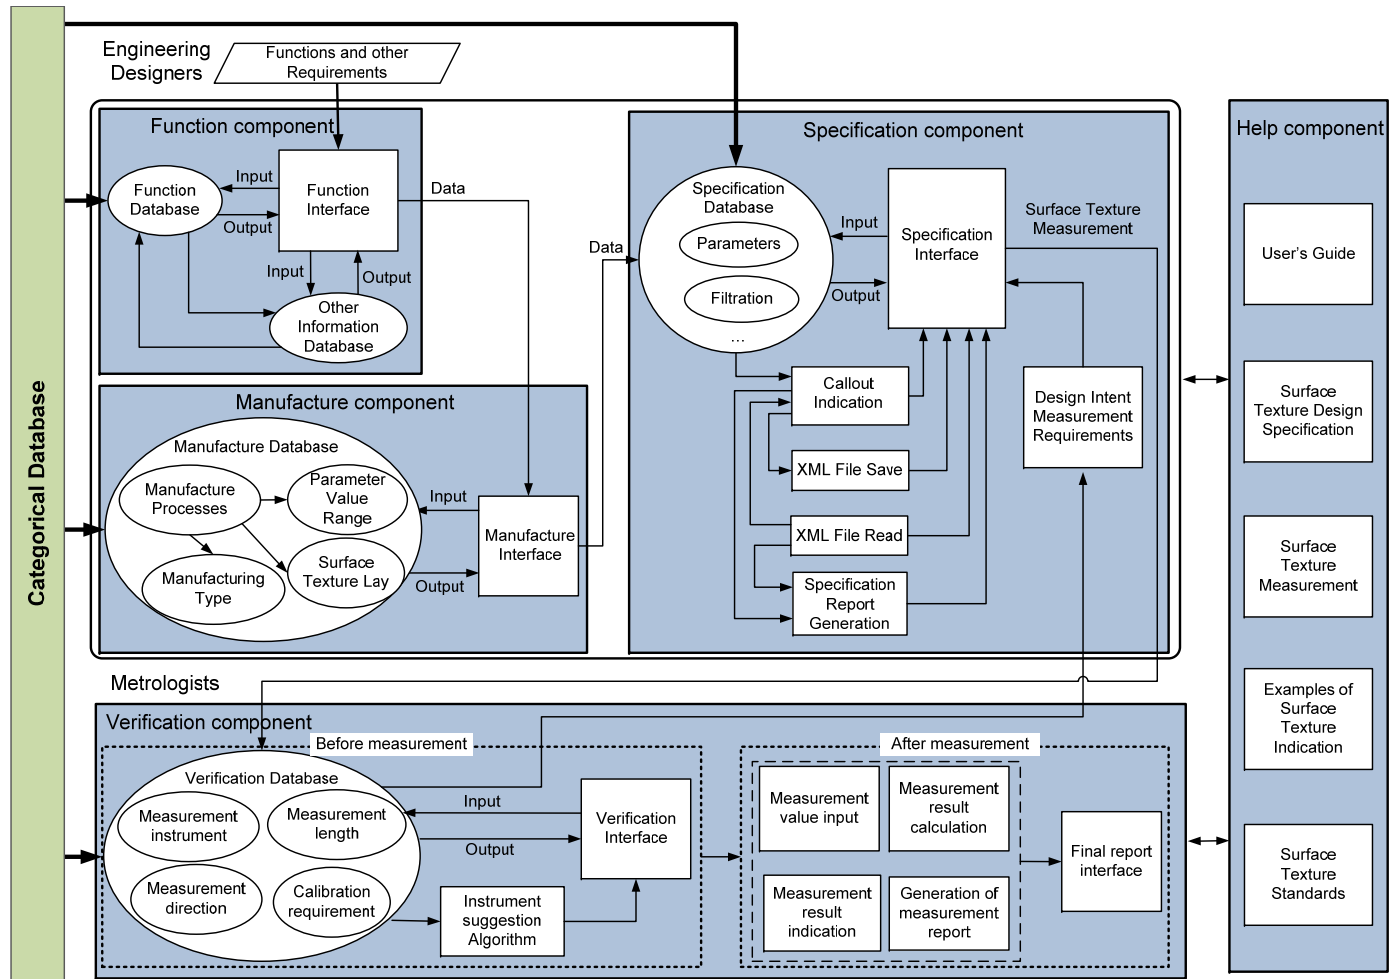 Categorical Database
Engineering
Designers
Functions and other
Requirements
Function component
Function
Database
Input
Output
Function
Interface
Input
Output
Other
Information
Database
Data
Manufacture component
Manufacture Database
Manufacture
Processes
Parameter
Value
Range
Manufacturing
Type
Surface
Texture Lay
Input
Output
Manufacture
Interface
Data
Specification component
Specification
Database
Parameters
Filtration
...
Input
Output
Specification
Interface
Surface Texture
Measurement
Callout
Indication
XML File Save
XML File Read
Specification
Report
Generation
Design Intent
Measurement
Requirements
Help component
User's Guide
Surface
Texture Design
Specification
Surface
Texture
Measurement
Examples of
Surface
Texture
Indication
Surface
Texture
Standards
Metrologists
Verification component
Before measurement
Verification Database
Measurement
instrument
Measurement
length
Measurement
direction
Calibration
requirement
Input
Output
Instrument
suggestion
Algorithm
Verification
Interface
After measurement
Measurement
value input
Measurement
result
calculation
Measurement
result
indication
Generation of
measurement
report
Final report
interface